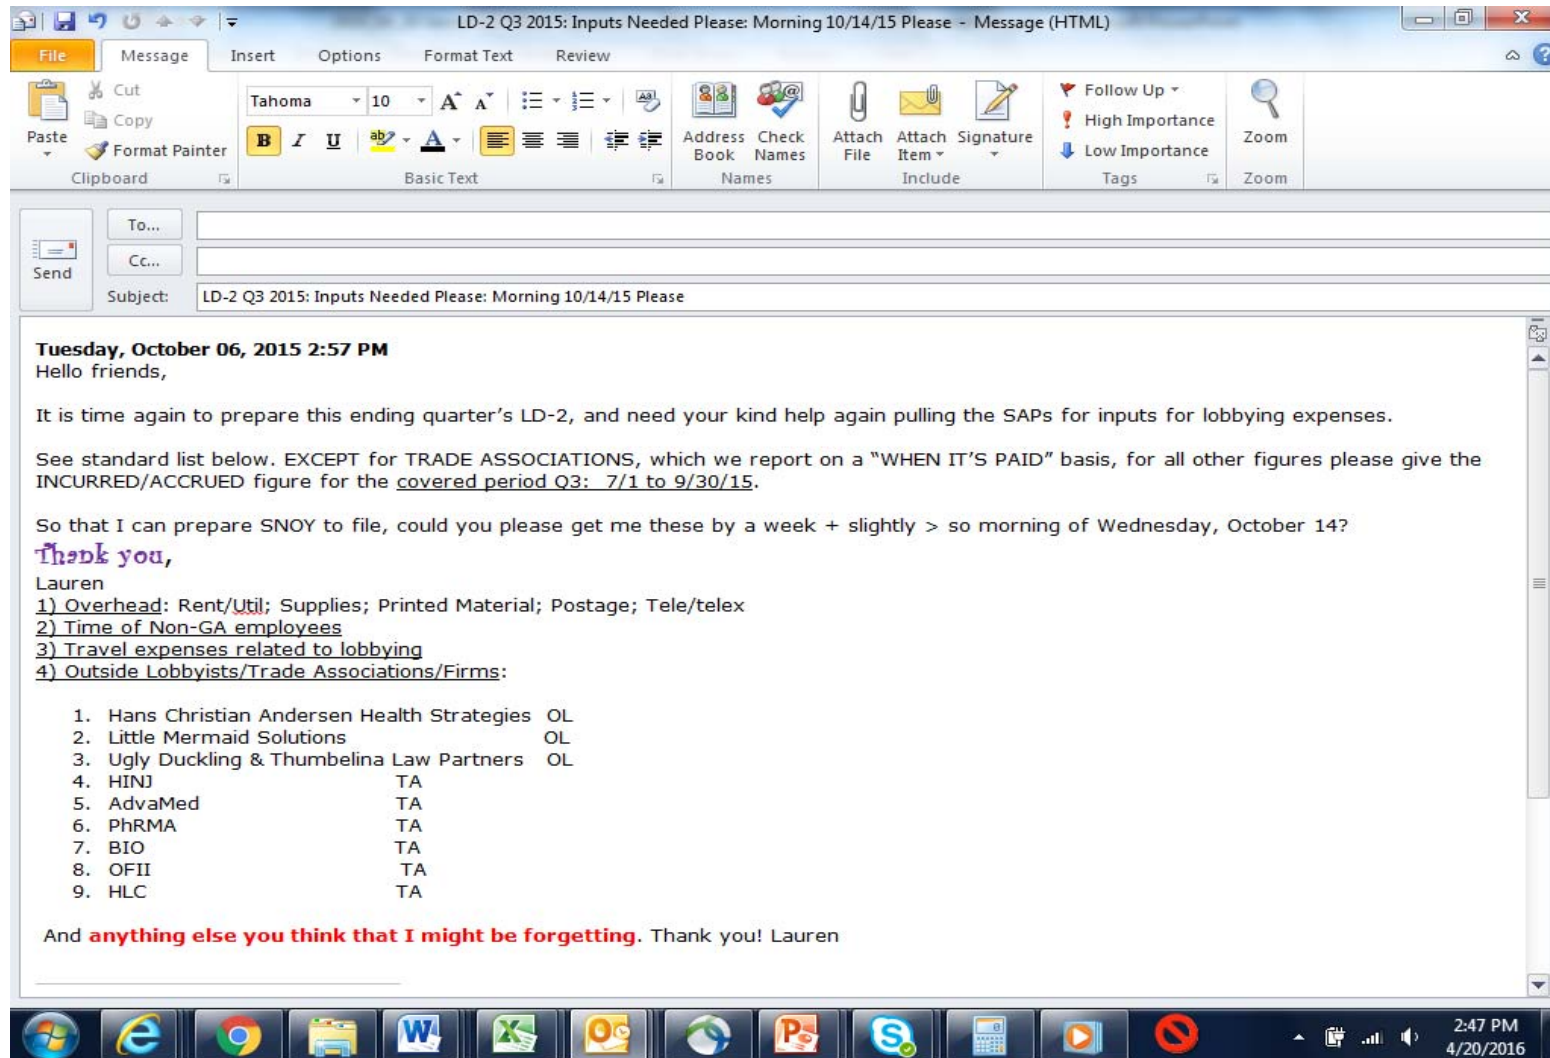 LD-2 Q3 2015: Inputs Needed Please: Morning 10/14/15 Please - Message (HTML)
File Message Insert Options Format Text Review
Cut
Copy
Format Painter
Paste
Clipboard
Tahoma 10
B I U
Basic Text
Address Book
Check Names
Names
Attach File
Attach Item
Signature
Include
Follow Up
High Importance
Low Importance
Tags
Zoom
Zoom
Send
To...
Cc...
Subject: LD-2 Q3 2015: Inputs Needed Please: Morning 10/14/15 Please
Tuesday, October 06, 2015 2:57 PM
Hello friends,
It is time again to prepare this ending quarter's LD-2, and need your kind help again pulling the SAPs for inputs for lobbying expenses.
See standard list below. EXCEPT for TRADE ASSOCIATIONS, which we report on a “WHEN IT'S PAID” basis, for all other figures please give the
INCURRED/ACCRUED figure for the covered period Q3: 7/1 to 9/30/15.
So that I can prepare SNOY to file, could you please get me these by a week + slightly > so morning of Wednesday, October 14?
Thank you,
Lauren
1) Overhead: Rent/Util; Supplies; Printed Material; Postage; Tele/telex
2) Time of Non-GA employees
3) Travel expenses related to lobbying
4) Outside Lobbyists/Trade Associations/Firms:
1. Hans Christian Andersen Health Strategies OL
2. Little Mermaid Solutions OL
3. Ugly Duckling & Thumbelina Law Partners OL
4. HINJ TA
5. AdvaMed TA
6. PhRMA TA
7. BIO TA
8. OFII TA
9. HLC TA
And anything else you think that I might be forgetting. Thank you! Lauren
2:47 PM
4/20/2016